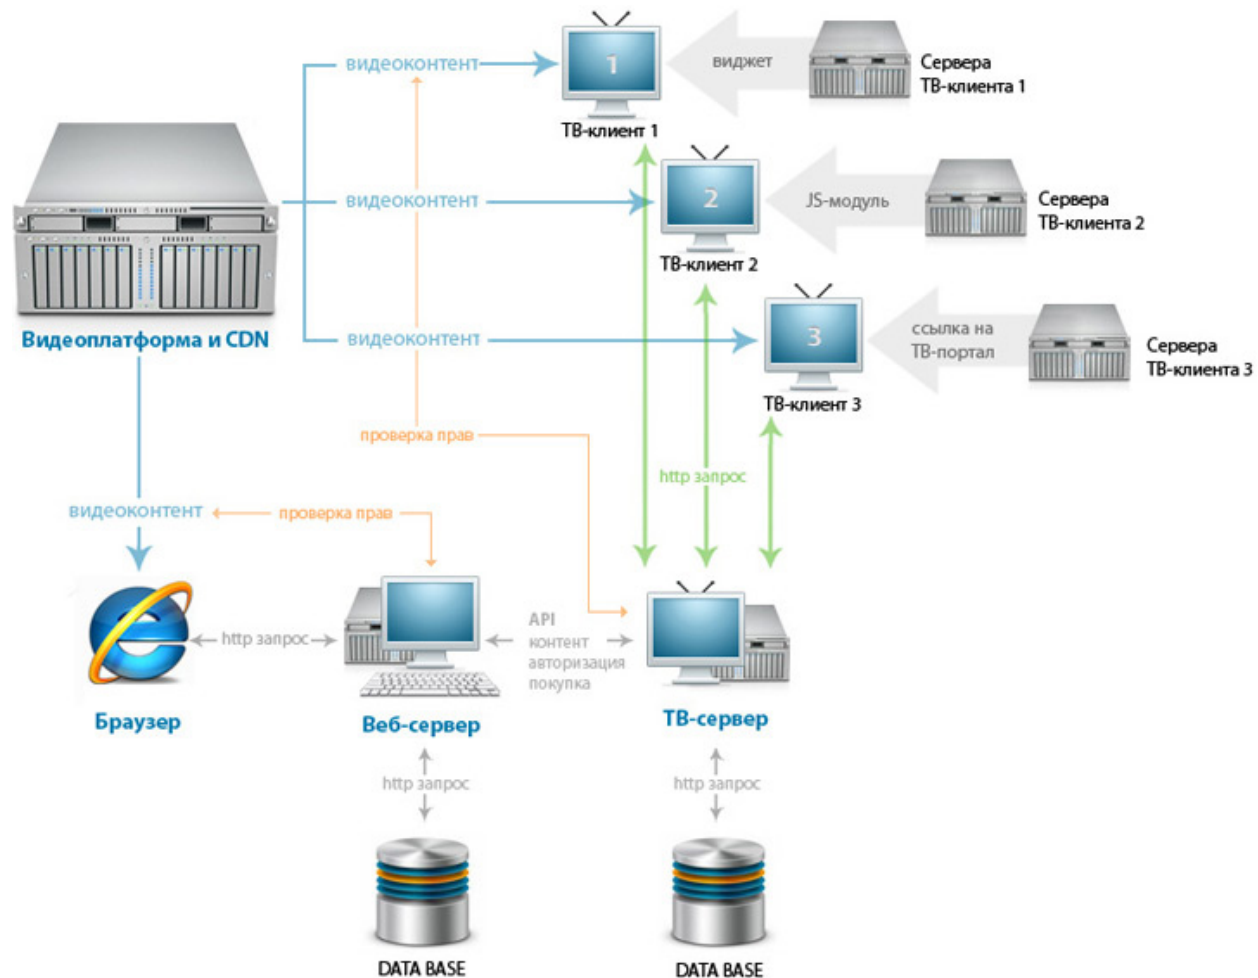 видеоконтент
1
виджет
Сервера
ТВ-клиента 1
ТВ-клиент 1
видеоконтент
2
JS-модуль
Сервера
ТВ-клиента 2
ТВ-клиент 2
Видеоплатформа и CDN
видеоконтент
3
ссылка на
ТВ-портал
Сервера
ТВ-клиента 3
ТВ-клиент 3
проверка прав
http запрос
видеоконтент
проверка прав
http запрос
API
контент
авторизация
покупка
Браузер
Веб-сервер
ТВ-сервер
http запрос
http запрос
DATA BASE
DATA BASE